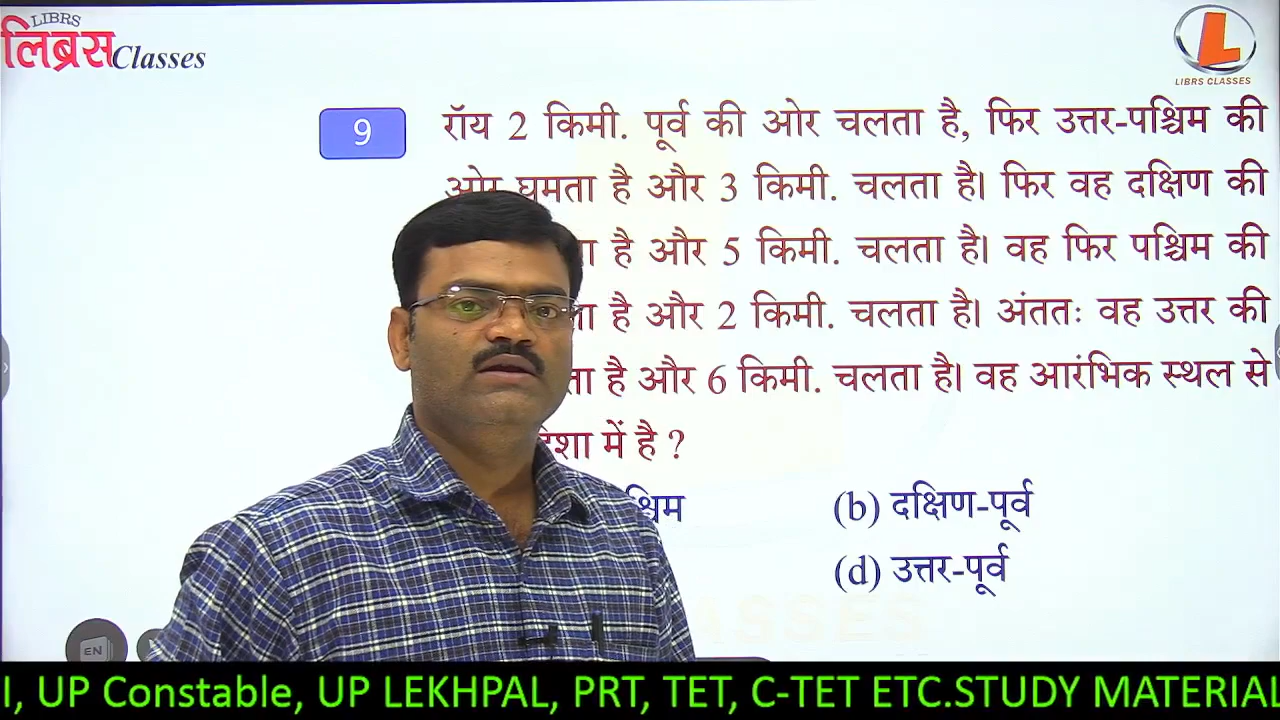 LIBRS
लिब्रस Classes
LIBRS CLASSES
9
रॉय 2 किमी. पूर्व की ओर चलता है, फिर उत्तर-पश्चिम की
ओर घूमता है और 3 किमी. चलता है। फिर वह दक्षिण की
है और 5 किमी. चलता है। वह फिर पश्चिम की
है और 2 किमी. चलता है। अंततः वह उत्तर की
है और 6 किमी. चलता है। वह आरंभिक स्थल से
में है ?
(b) दक्षिण-पूर्व
(d) उत्तर-पूर्व
EN
I, UP Constable, UP LEKHPAL, PRT, TET, C-TET ETC.STUDY MATERIAL